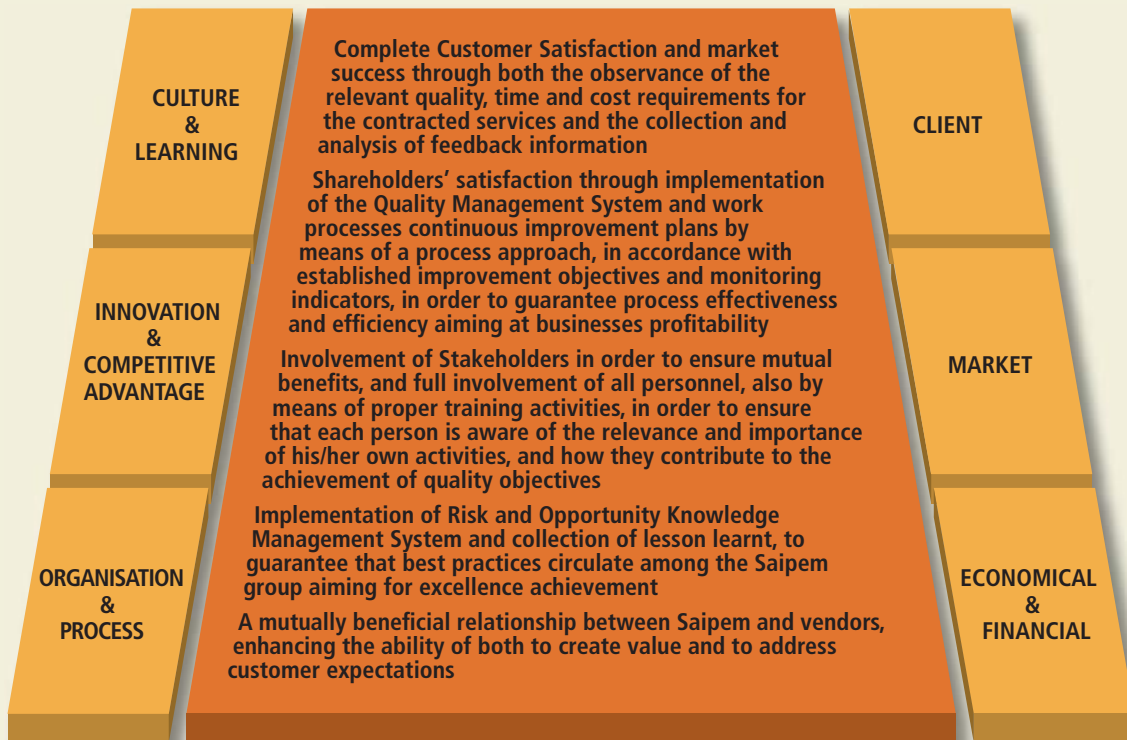 CULTURE
&
LEARNING
INNOVATION
&
COMPETITIVE
ADVANTAGE
ORGANISATION
&
PROCESS
Complete Customer Satisfaction and market
success through both the observance of the
relevant quality, time and cost requirements for
the contracted services and the collection and
analysis of feedback information
Shareholders’ satisfaction through implementation
of the Quality Management System and work
processes continuous improvement plans by
means of a process approach, in accordance with
established improvement objectives and monitoring
indicators, in order to guarantee process effectiveness
and efficiency aiming at businesses profitability
Involvement of Stakeholders in order to ensure mutual
benefits, and full involvement of all personnel, also by
means of proper training activities, in order to ensure
that each person is aware of the relevance and importance
of his/her own activities, and how they contribute to the
achievement of quality objectives
Implementation of Risk and Opportunity Knowledge
Management System and collection of lesson learnt, to
guarantee that best practices circulate among the Saipem
group aiming for excellence achievement
A mutually beneficial relationship between Saipem and vendors,
enhancing the ability of both to create value and to address
customer expectations
CLIENT
MARKET
ECONOMICAL
&
FINANCIAL